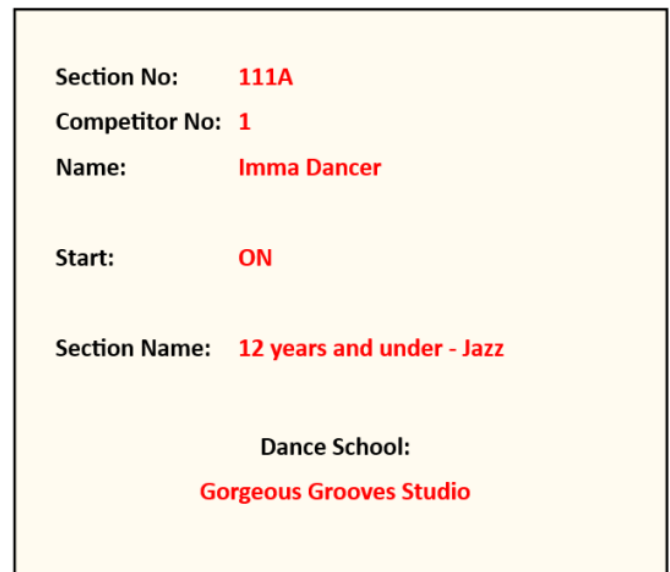 Section No: 111A
Competitor No: 1
Name: Imma Dancer
Start: ON
Section Name: 12 years and under - Jazz
Dance School:
Gorgeous Grooves Studio